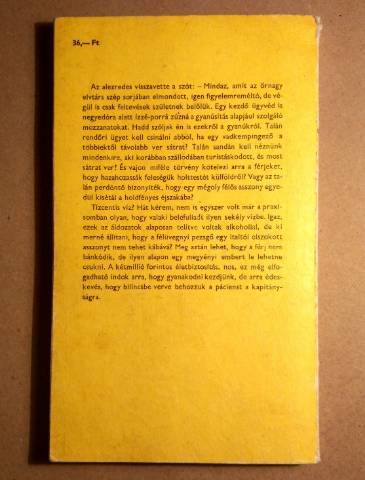 36,— Ft
Az alezredes visszavette a szót: – Mindaz, amit az őrnagy
elvtárs szép sorjában elmondott, igen figyelemreméltó, de vé-
gül is csak feltevések születnek belőlük. Egy kezdő ügyvéd is
negyedóra alatt ízzé-porrá zúzná a gyanúsítás alapjául szolgáló
mozzanatokat. Hadd szóljak én is ezekről a gyanúkról. Talán
rendőri ügyet kell csinálni abból, ha egy vadkempingező a
többiektől távolabb ver sátrat? Talán sandán kell néznünk
mindenkire, aki korábban szállodában turistáskodott, és most
sátrat ver? És vajon miféle törvény kötelezi arra a férjeket,
hogy hazahozassák feleségük holttestét külföldről? Vagy az ta-
lán perdöntő bizonyíték, hogy egy mégoly fölös asszony egye-
dül kisétál a holdfényes éjszakába?
Tízcentis víz? Hát kérem, nem is egyszer volt már a praxi-
somban olyan, hogy valaki belefulladt ilyen sekély vízbe. Igaz,
ezek az áldozatok alaposan telítve voltak alkohollal, de ki
merné állítani, hogy a félüvegnyi pezsgő egy italtól elszokott
asszonyt nem tehet kábává? Meg aztán lehet, hogy a férj nem
bánkódik, de ilyen alapon egy megyényi embert le lehetne
csukni. A kétmillió forintos életbiztosítás, nos, ez még elfo-
gadható indok arra, hogy gyanakodni kezdjünk, de arra édes-
kevés, hogy bilincsbe verve behozzuk a pácienst a kapitány-
ságra.